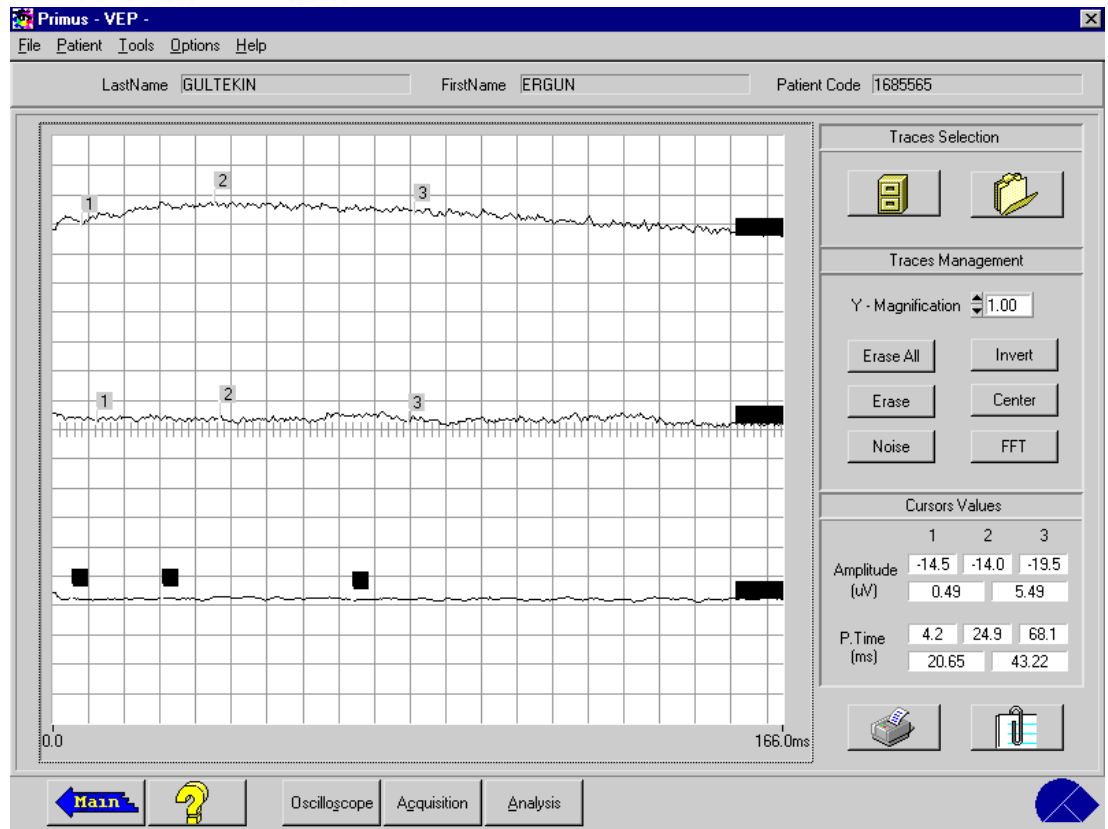 Primus - VEP -
File Patient Tools Options Help
LastName GULTEKIN FirstName ERGUN Patient Code 1685565
1 2 3
1 2 3
0.0 166.0ms
Traces Selection
Traces Management
Y - Magnification 1.00
Erase All Invert
Erase Center
Noise FFT
Cursors Values
1 2 3
Amplitude -14.5 -14.0 -19.5
(uV) 0.49 5.49
P.Time 4.2 24.9 68.1
(ms) 20.65 43.22
Main ? Oscilloscope Acquisition Analysis